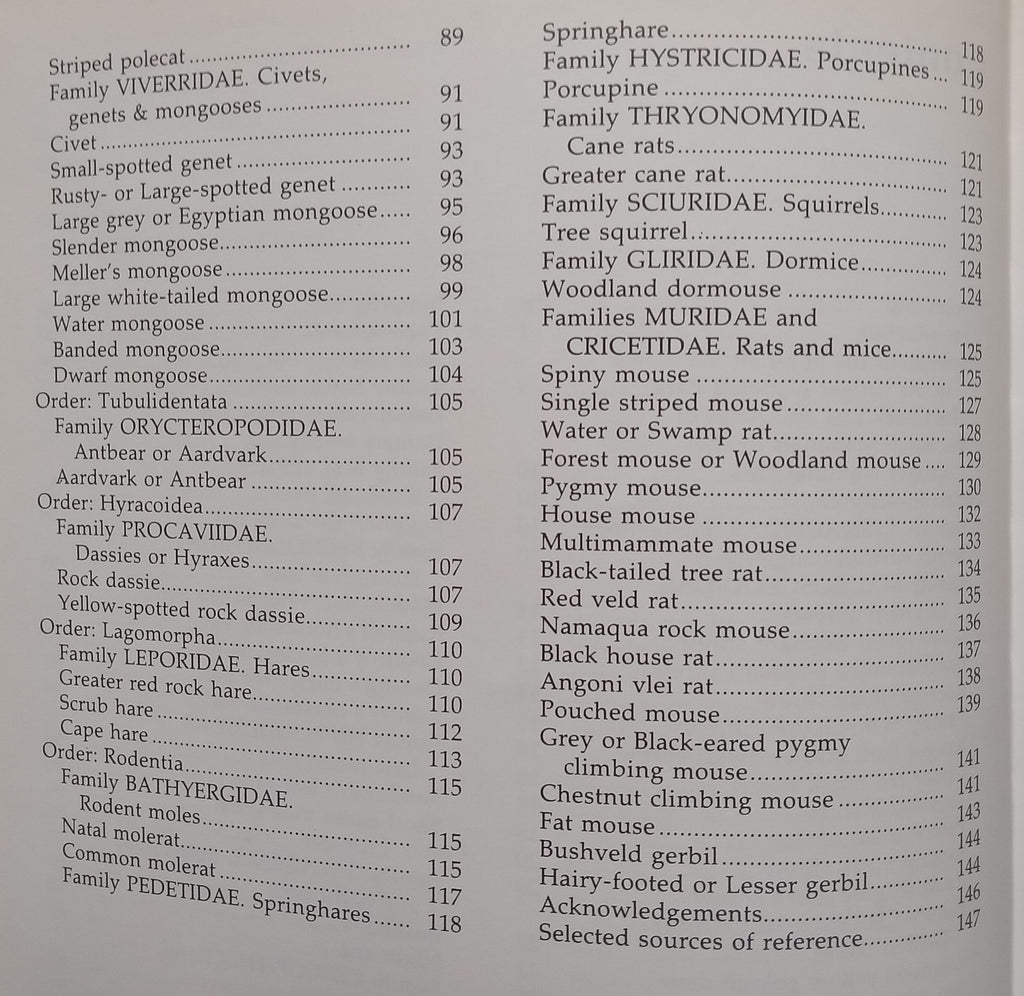 Striped polecat .......... 89
Family VIVERRIDAE. Civets,
genets & mongooses .......... 91
Civet .......... 91
Small-spotted genet .......... 93
Rusty- or Large-spotted genet .......... 93
Large grey or Egyptian mongoose..... 95
Slender mongoose.......... 96
Meller's mongoose .......... 98
Large white-tailed mongoose.......... 99
Water mongoose .......... 101
Banded mongoose.......... 103
Dwarf mongoose.......... 104
Order: Tubulidentata .......... 105
Family ORYCTEROPODIDAE.
Antbear or Aardvark.......... 105
Aardvark or Antbear .......... 105
Order: Hyracoidea.......... 107
Family PROCAVIIDAE.
Dassies or Hyraxes.......... 107
Rock dassie.......... 107
Yellow-spotted rock dassie.......... 109
Order: Lagomorpha.......... 110
Family LEPORIDAE. Hares.......... 110
Greater red rock hare.......... 110
Scrub hare .......... 112
Cape hare .......... 113
Order: Rodentia.......... 115
Family BATHYERGIDAE.
Rodent moles.......... 115
Natal molerat.......... 115
Common molerat .......... 117
Family PEDETIDAE. Springhares ...... 118
Springhare.......... 118
Family HYSTRICIDAE. Porcupines ... 119
Porcupine .......... 119
Family THRYONOMYIDAE.
Cane rats.......... 121
Greater cane rat.......... 121
Family SCIURIDAE. Squirrels.......... 123
Tree squirrel.......... 123
Family GLIRIDAE. Dormice.......... 124
Woodland dormouse .......... 124
Families MURIDAE and
CRICETIDAE. Rats and mice.......... 125
Spiny mouse .......... 125
Single striped mouse .......... 127
Water or Swamp rat.......... 128
Forest mouse or Woodland mouse .... 129
Pygmy mouse.......... 130
House mouse .......... 132
Multimammate mouse.......... 133
Black-tailed tree rat.......... 134
Red veld rat.......... 135
Namaqua rock mouse.......... 136
Black house rat.......... 137
Angoni vlei rat.......... 138
Pouched mouse.......... 139
Grey or Black-eared pygmy
climbing mouse.......... 141
Chestnut climbing mouse .......... 141
Fat mouse .......... 143
Bushveld gerbil .......... 144
Hairy-footed or Lesser gerbil.......... 144
Acknowledgements.......... 146
Selected sources of reference.......... 147